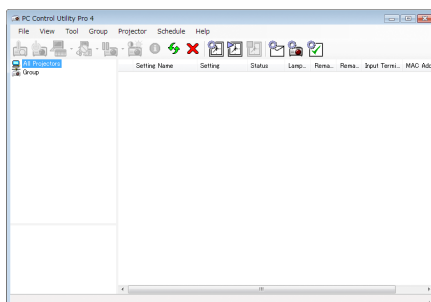 PC Control Utility Pro 4
File View Tool Group Projector Schedule Help
Setting Name Setting Status Lamp... Rema... Rema... Input Termi... MAC Add
All Projectors
Group